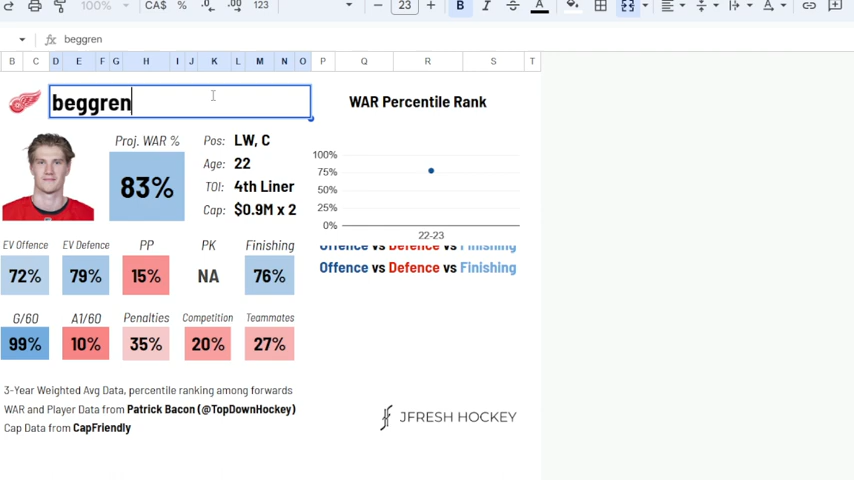 100%
CA$
%
.0
.00
123
23
B
I
A
A
fx
beggren
B C D E F G H I J K L M N O P Q R S T
beggren
WAR Percentile Rank
Proj. WAR %
83%
Pos: LW, C
Age: 22
TOI: 4th Liner
Cap: $0.9M x 2
100%
75%
50%
25%
0%
22-23
EV Offence EV Defence PP PK Finishing
72% 79% 15% NA 76%
Offence vs Defence vs Finishing
Offence vs Defence vs Finishing
G/60 A1/60 Penalties Competition Teammates
99% 10% 35% 20% 27%
3-Year Weighted Avg Data, percentile ranking among forwards
WAR and Player Data from Patrick Bacon (@TopDownHockey)
Cap Data from CapFriendly
JFRESH HOCKEY